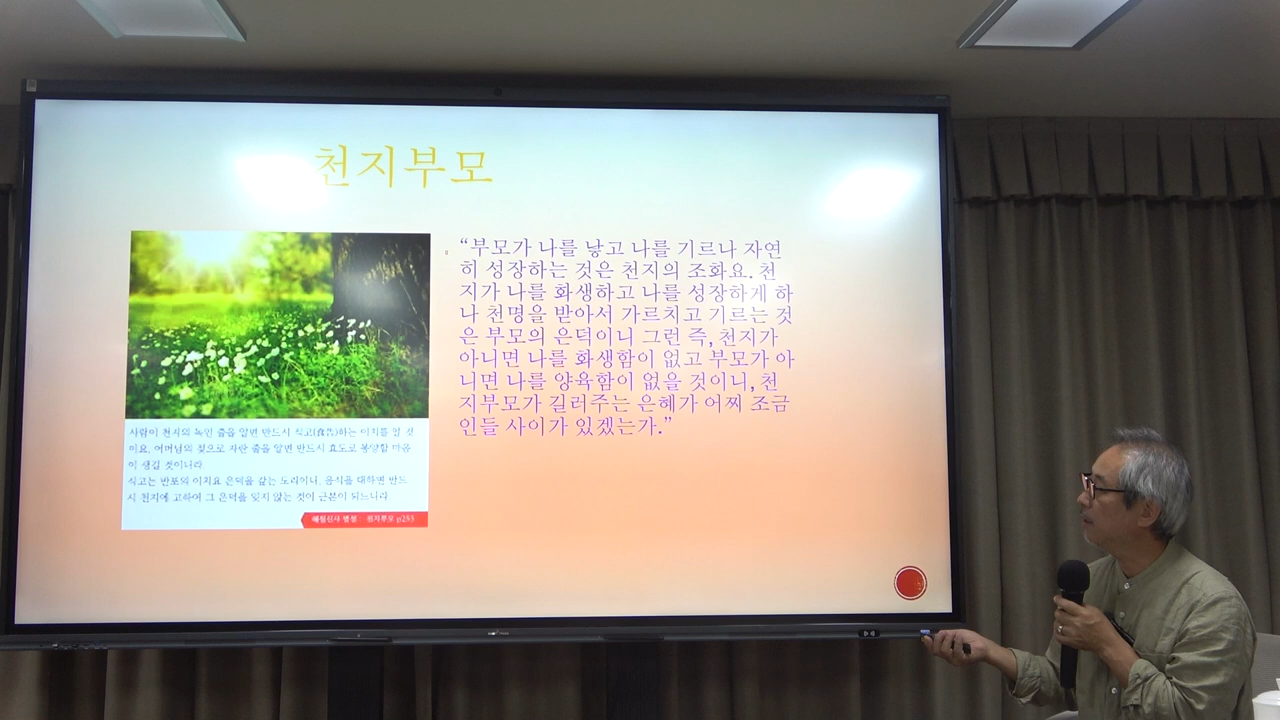 천지부모
“부모가 나를 낳고 나를 기르나 자연
히 성장하는 것은 천지의 조화요. 천
지가 나를 화생하고 나를 성장하게 하
나 천명을 받아서 가르치고 기르는 것
은 부모의 은덕이니 그런 즉, 천지가
아니면 나를 화생함이 없고 부모가 아
니면 나를 양육함이 없을 것이니, 천
지부모가 길러주는 은혜가 어찌 조금
인들 사이가 있겠는가.”
사람이 천지의 녹인 줄을 알면 반드시 식고(食告)하는 이치를 알 것
이요, 어머님의 젖으로 자란 줄을 알면 반드시 효도로 봉양할 마음
이 생길 것이니라
식고는 반포의 이치요 은덕을 갚는 도리이니, 음식을 대하면 반드
시 천지에 고하여 그 은덕을 잊지 않는 것이 근본이 되느니라
해월신사 법설 : 천지부모 p253